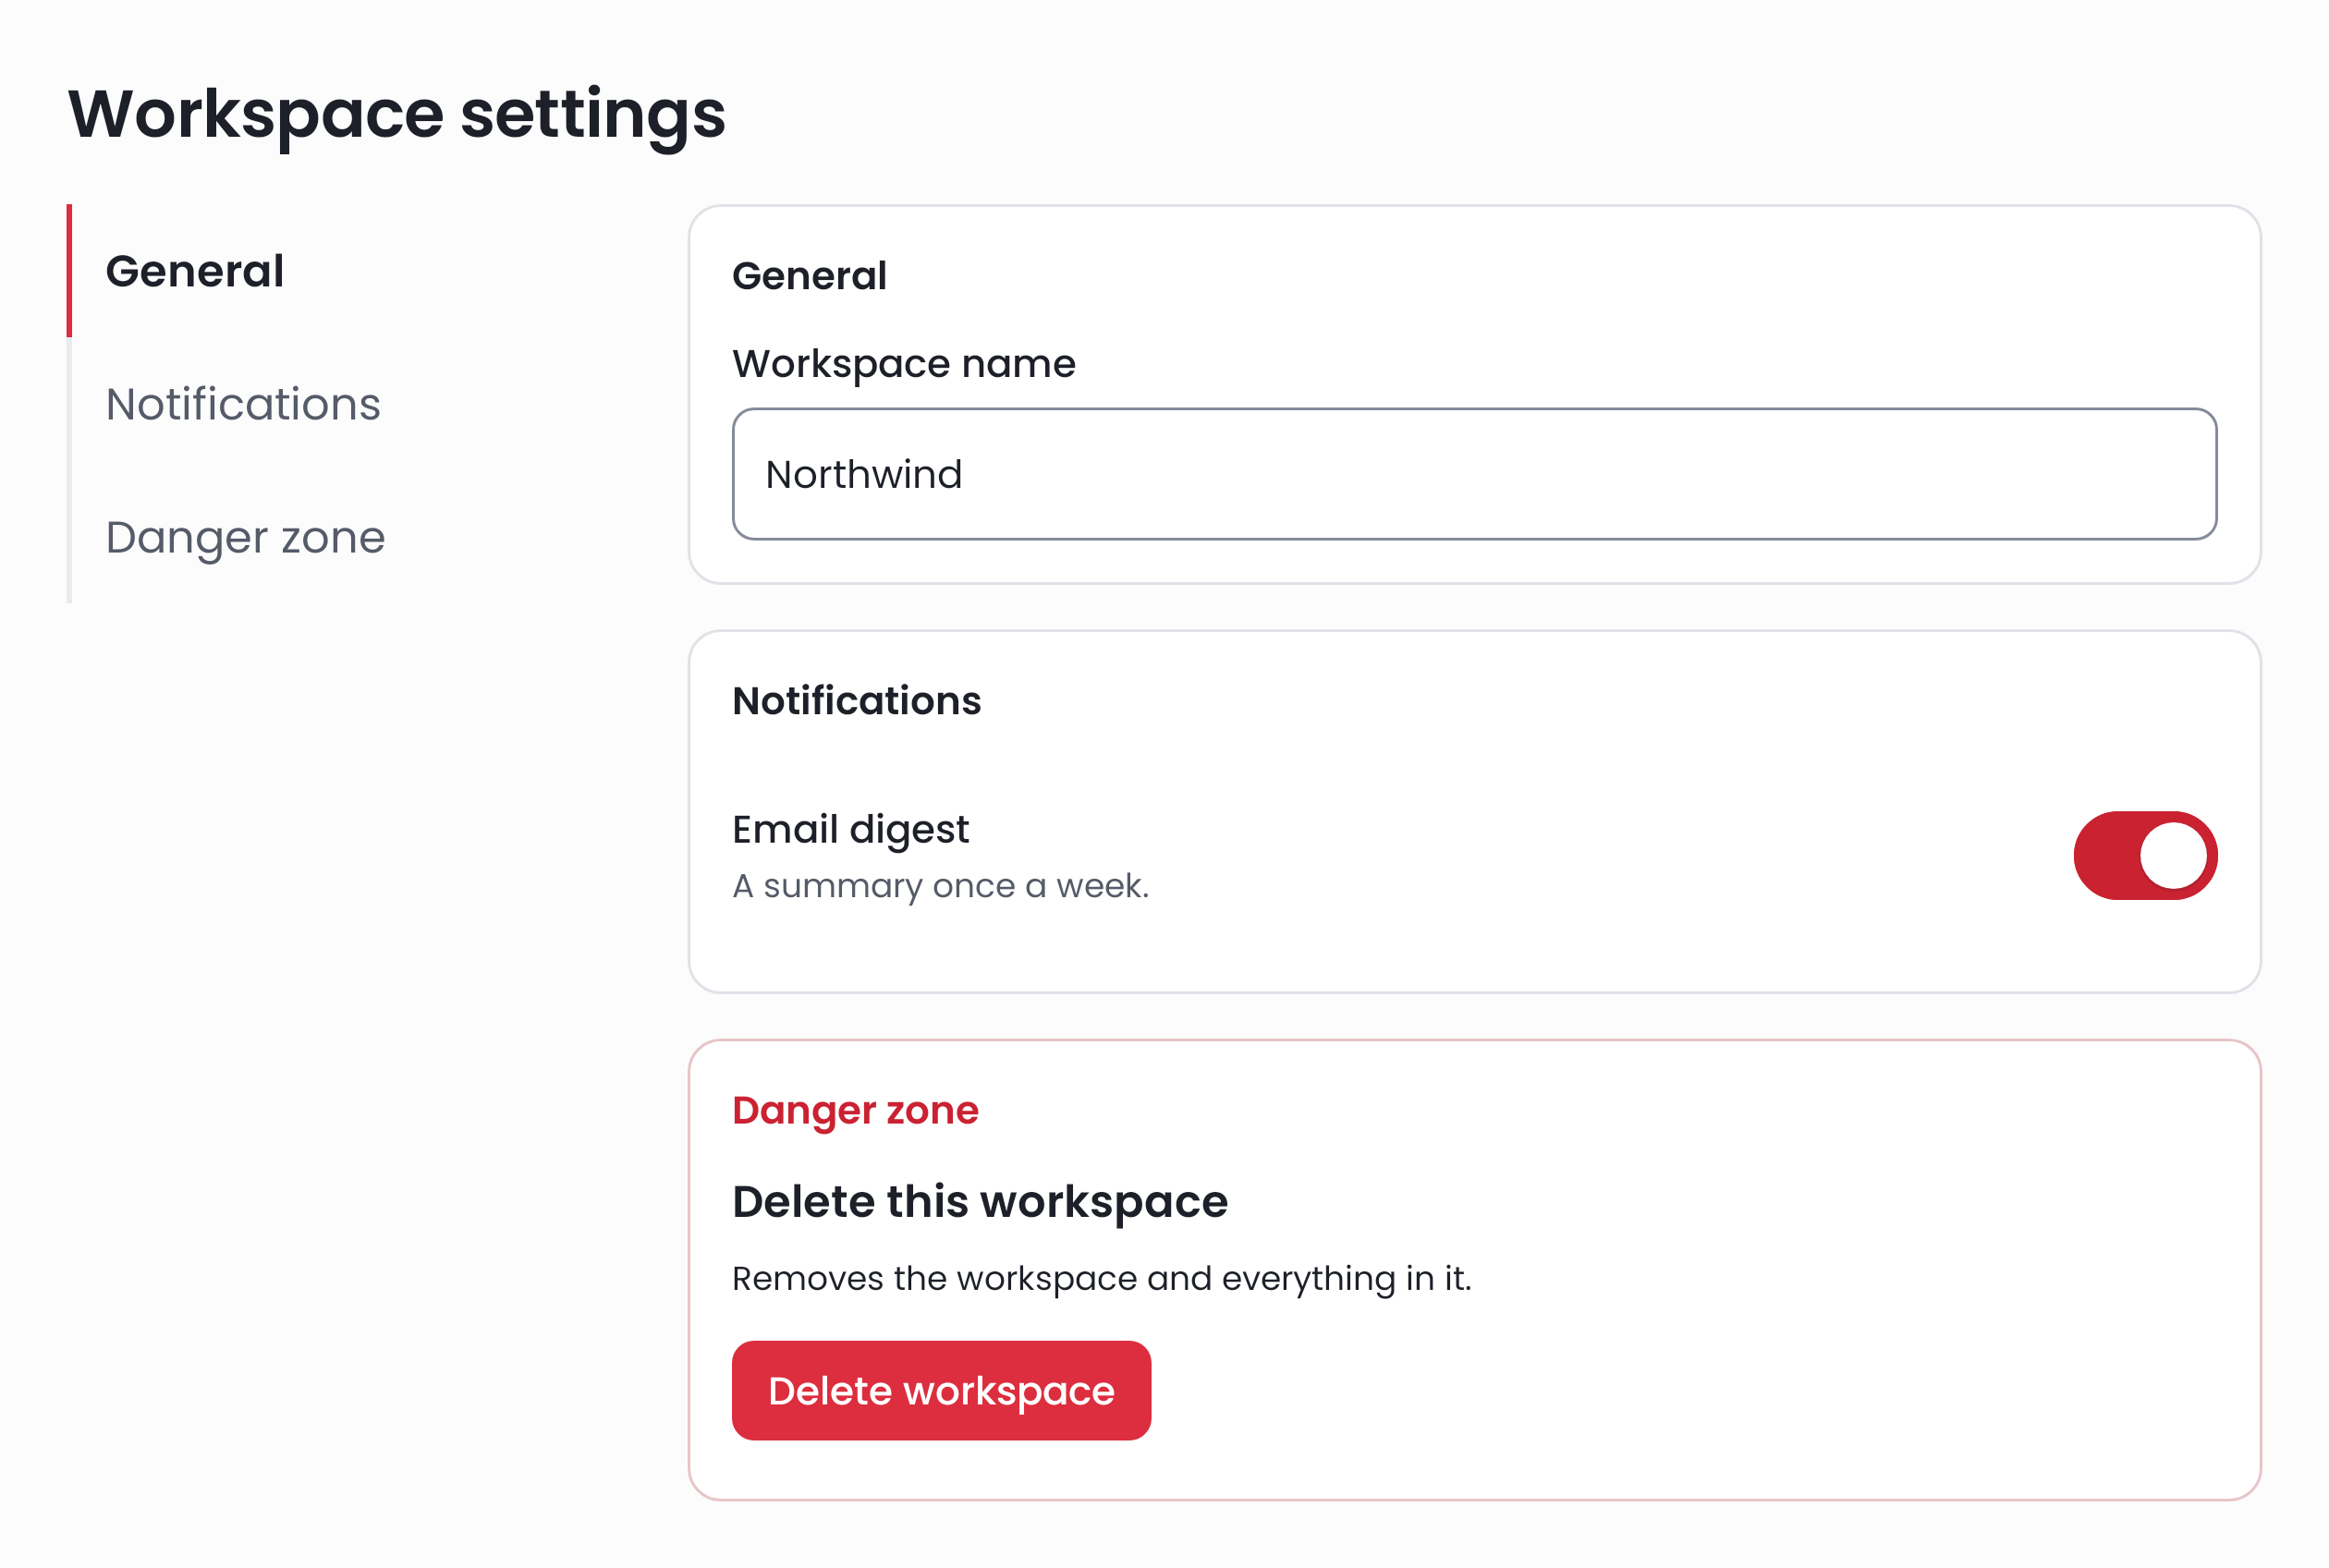 Workspace settings
General
Notifications
Danger zone
General
Workspace name
Northwind
Notifications
Email digest
A summary once a week.
Danger zone
Delete this workspace
Removes the workspace and everything in it.
Delete workspace